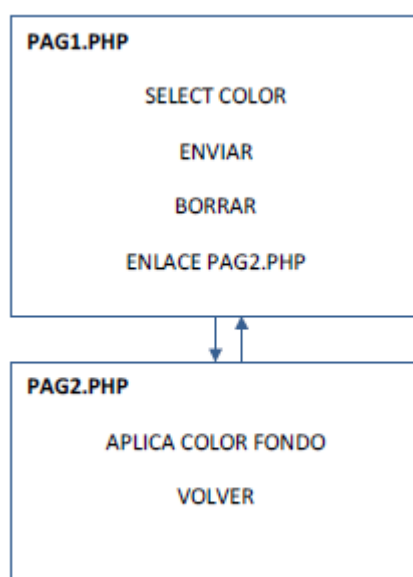 PAG1.PHP
SELECT COLOR
ENVIAR
BORRAR
ENLACE PAG2.PHP
PAG2.PHP
APLICA COLOR FONDO
VOLVER